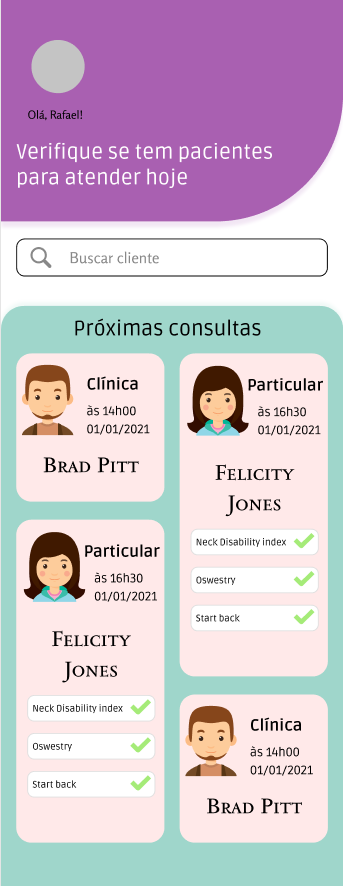 Olá, Rafael!
Verifique se tem pacientes
para atender hoje
Buscar cliente
Próximas consultas
Clínica
às 14h00
01/01/2021
Brad Pitt
Particular
às 16h30
01/01/2021
Felicity
Jones
Neck Disability index
Oswestry
Start back
Particular
às 16h30
01/01/2021
Felicity
Jones
Neck Disability index
Oswestry
Start back
Clínica
às 14h00
01/01/2021
Brad Pitt